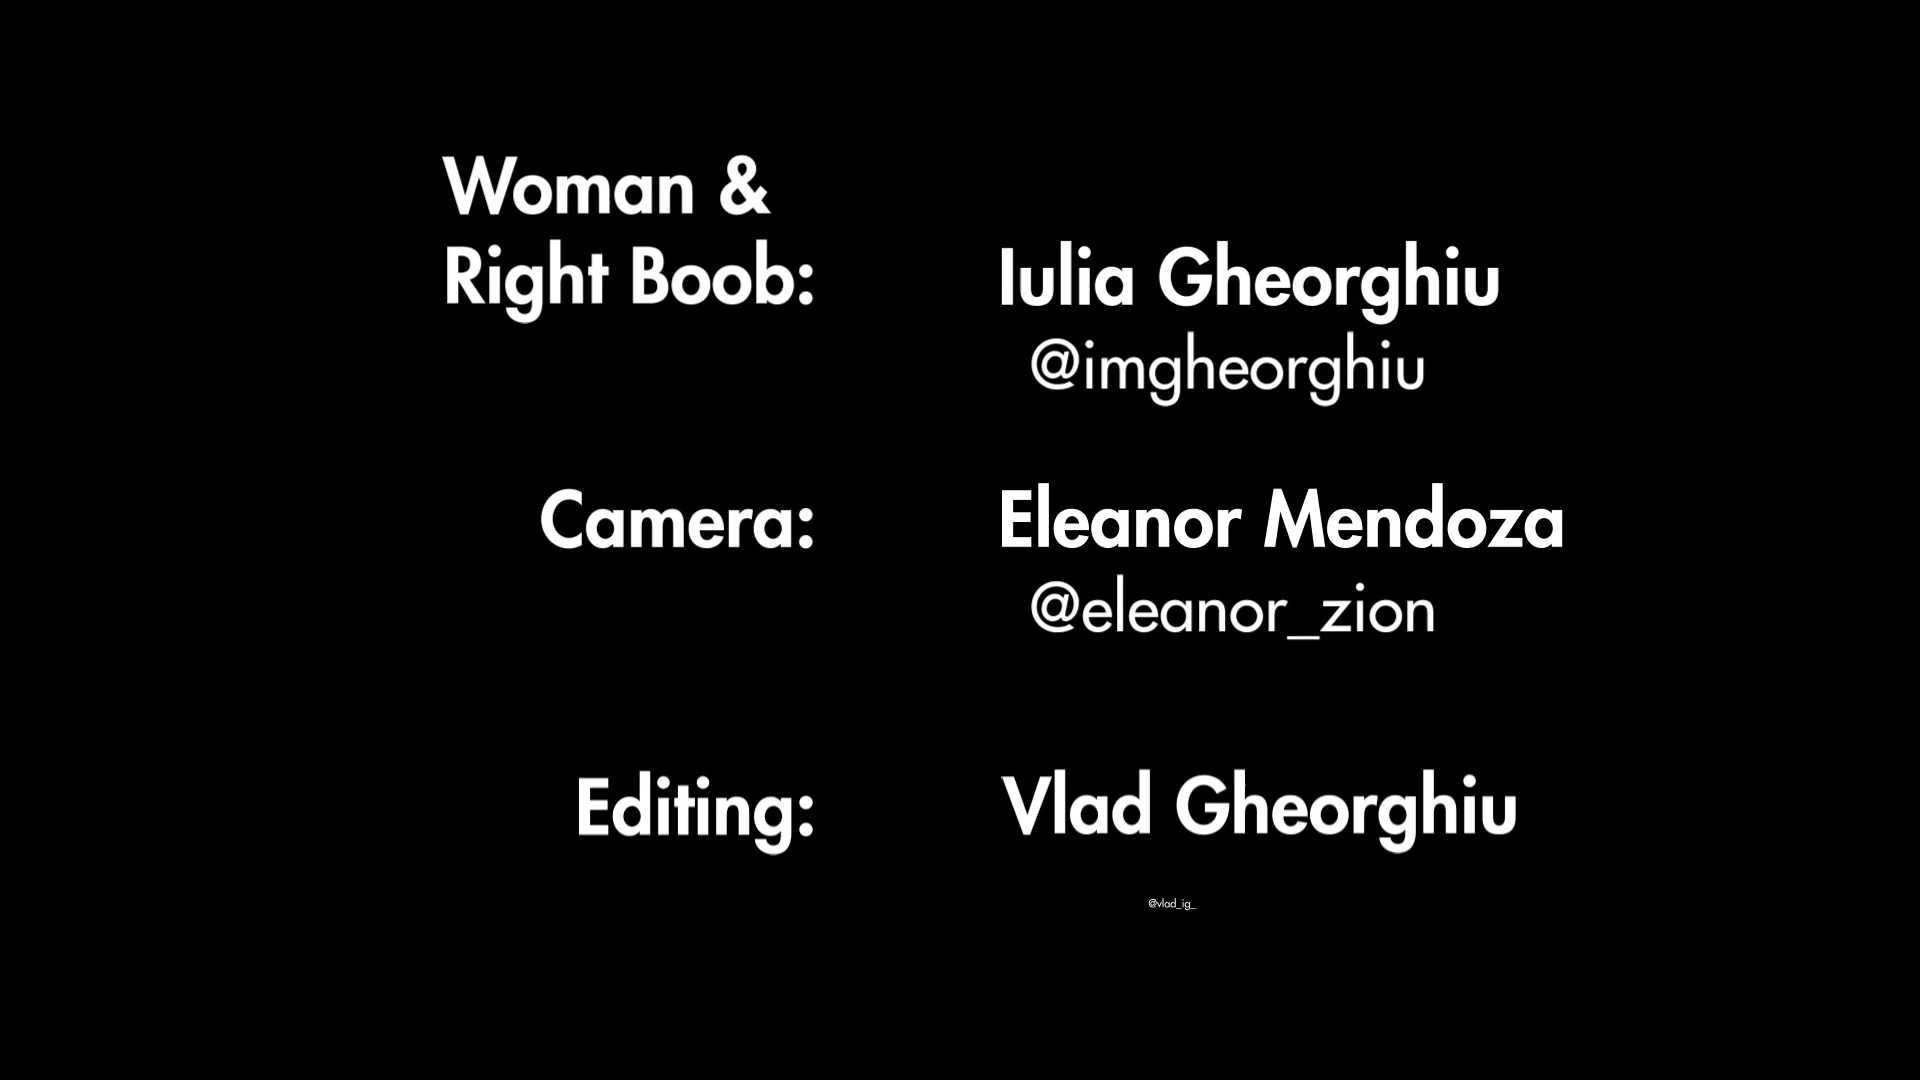 Woman &
Right Boob: Iulia Gheorghiu
@imgheorghiu
Camera: Eleanor Mendoza
@eleanor_zion
Editing: Vlad Gheorghiu
@vlad_ig_